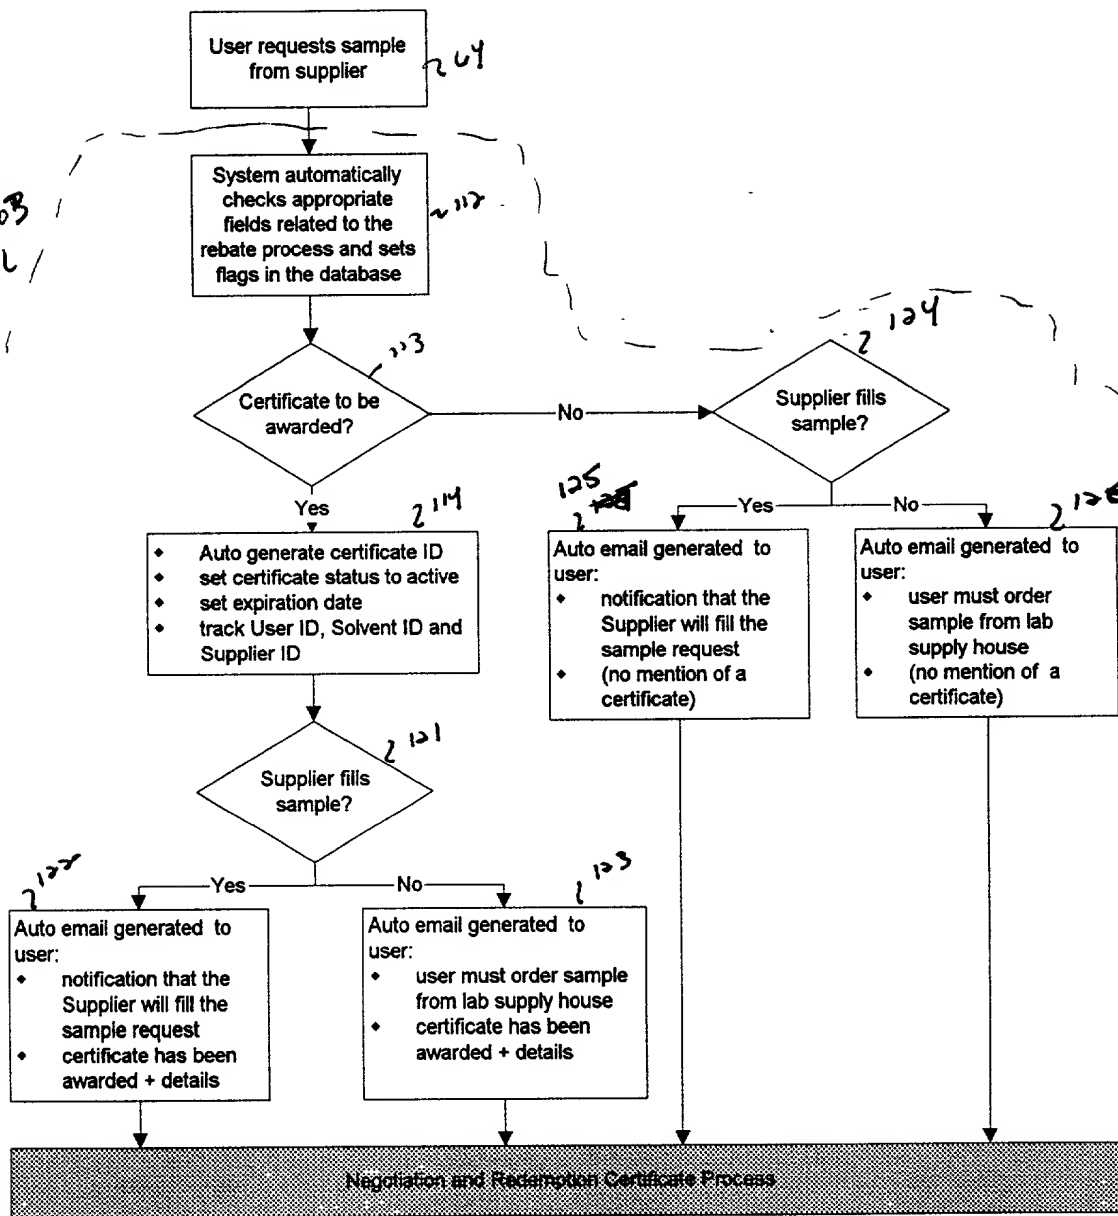 User requests sample
from supplier
64
System automatically
checks appropriate
fields related to the
rebate process and sets
flags in the database
112
Certificate to be
awarded?
113
No
Supplier fills
sample?
124
Yes
114
◆ Auto generate certificate ID
◆ set certificate status to active
◆ set expiration date
◆ track User ID, Solvent ID and
Supplier ID
Yes
No
125
Auto email generated to
user:
◆ notification that the
Supplier will fill the
sample request
◆ (no mention of a
certificate)
Auto email generated to
user:
◆ user must order
sample from lab
supply house
◆ (no mention of a
certificate)
121
Supplier fills
sample?
Yes
No
122
Auto email generated to
user:
◆ notification that the
Supplier will fill the
sample request
◆ certificate has been
awarded + details
123
Auto email generated to
user:
◆ user must order sample
from lab supply house
◆ certificate has been
awarded + details
Negotiation and Redemption Certificate Process